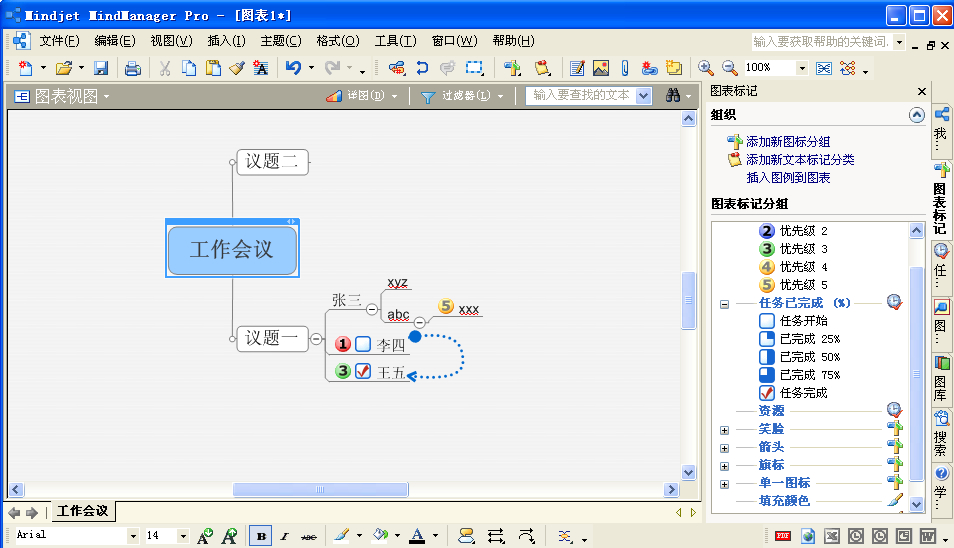 Mindjet MindManager Pro - [图表1*]
文件(F) 编辑(E) 视图(V) 插入(I) 主题(C) 格式(O) 工具(T) 窗口(W) 帮助(H) 输入要获取帮助的关键词.
100%
图表视图 详图(D) 过滤器(L) 输入要查找的文本
图表标记
组织
添加新图标分组
添加新文本标记分类
插入图例到图表
图表标记分组
2 优先级 2
3 优先级 3
4 优先级 4
5 优先级 5
任务已完成 (%)
任务开始
已完成 25%
已完成 50%
已完成 75%
任务完成
资源
笑脸
箭头
旗标
单一图标
填充颜色
我...
图表标记
任...
图...
图库
搜索
学...
议题二
工作会议
议题一
张三
xyz
abc
5 xxx
1 李四
3 王五
工作会议
Arial 14 A A B I abc A PDF X W